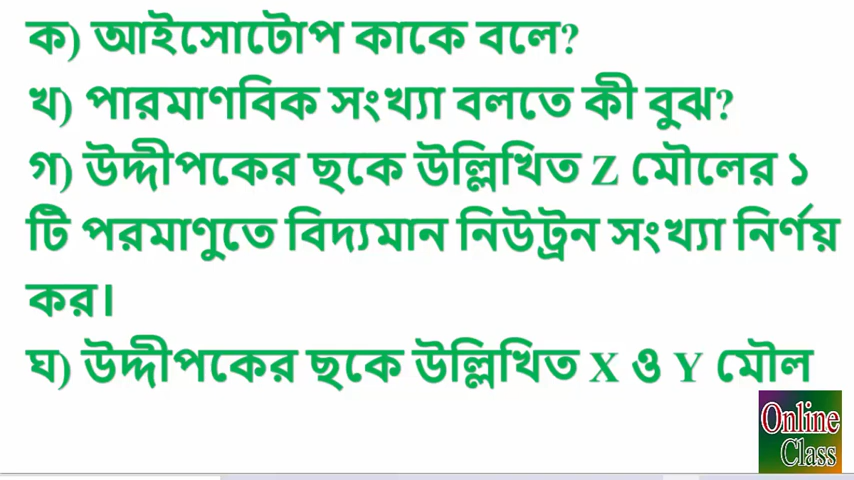 ক) আইসোটোপ কাকে বলে?
খ) পারমাণবিক সংখ্যা বলতে কী বুঝ?
গ) উদ্দীপকের ছকে উল্লিখিত Z মৌলের ১
টি পরমাণুতে বিদ্যমান নিউট্রন সংখ্যা নির্ণয়
কর।
ঘ) উদ্দীপকের ছকে উল্লিখিত X ও Y মৌল
Online
Class